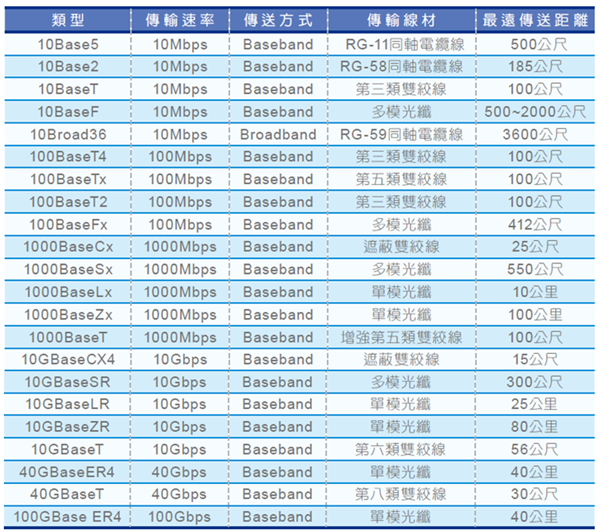 類型 傳輸速率 傳送方式 傳輸線材 最遠傳送距離
10Base5 10Mbps Baseband RG-11同軸電纜線 500公尺
10Base2 10Mbps Baseband RG-58同軸電纜線 185公尺
10BaseT 10Mbps Baseband 第三類雙絞線 100公尺
10BaseF 10Mbps Baseband 多模光纖 500~2000公尺
10Broad36 10Mbps Broadband RG-59同軸電纜線 3600公尺
100BaseT4 100Mbps Baseband 第三類雙絞線 100公尺
100BaseTx 100Mbps Baseband 第五類雙絞線 100公尺
100BaseT2 100Mbps Baseband 第三類雙絞線 100公尺
100BaseFx 100Mbps Baseband 多模光纖 412公尺
1000BaseCx 1000Mbps Baseband 遮蔽雙絞線 25公尺
1000BaseSx 1000Mbps Baseband 多模光纖 550公尺
1000BaseLx 1000Mbps Baseband 單模光纖 10公里
1000BaseZx 1000Mbps Baseband 單模光纖 100公里
1000BaseT 1000Mbps Baseband 增強第五類雙絞線 100公尺
10GBaseCX4 10Gbps Baseband 遮蔽雙絞線 15公尺
10GBaseSR 10Gbps Baseband 多模光纖 300公尺
10GBaseLR 10Gbps Baseband 單模光纖 25公里
10GBaseZR 10Gbps Baseband 單模光纖 80公里
10GBaseT 10Gbps Baseband 第六類雙絞線 56公尺
40GBaseER4 40Gbps Baseband 單模光纖 40公里
40GBaseT 40Gbps Baseband 第八類雙絞線 30公尺
100GBase ER4 100Gbps Baseband 單模光纖 40公里